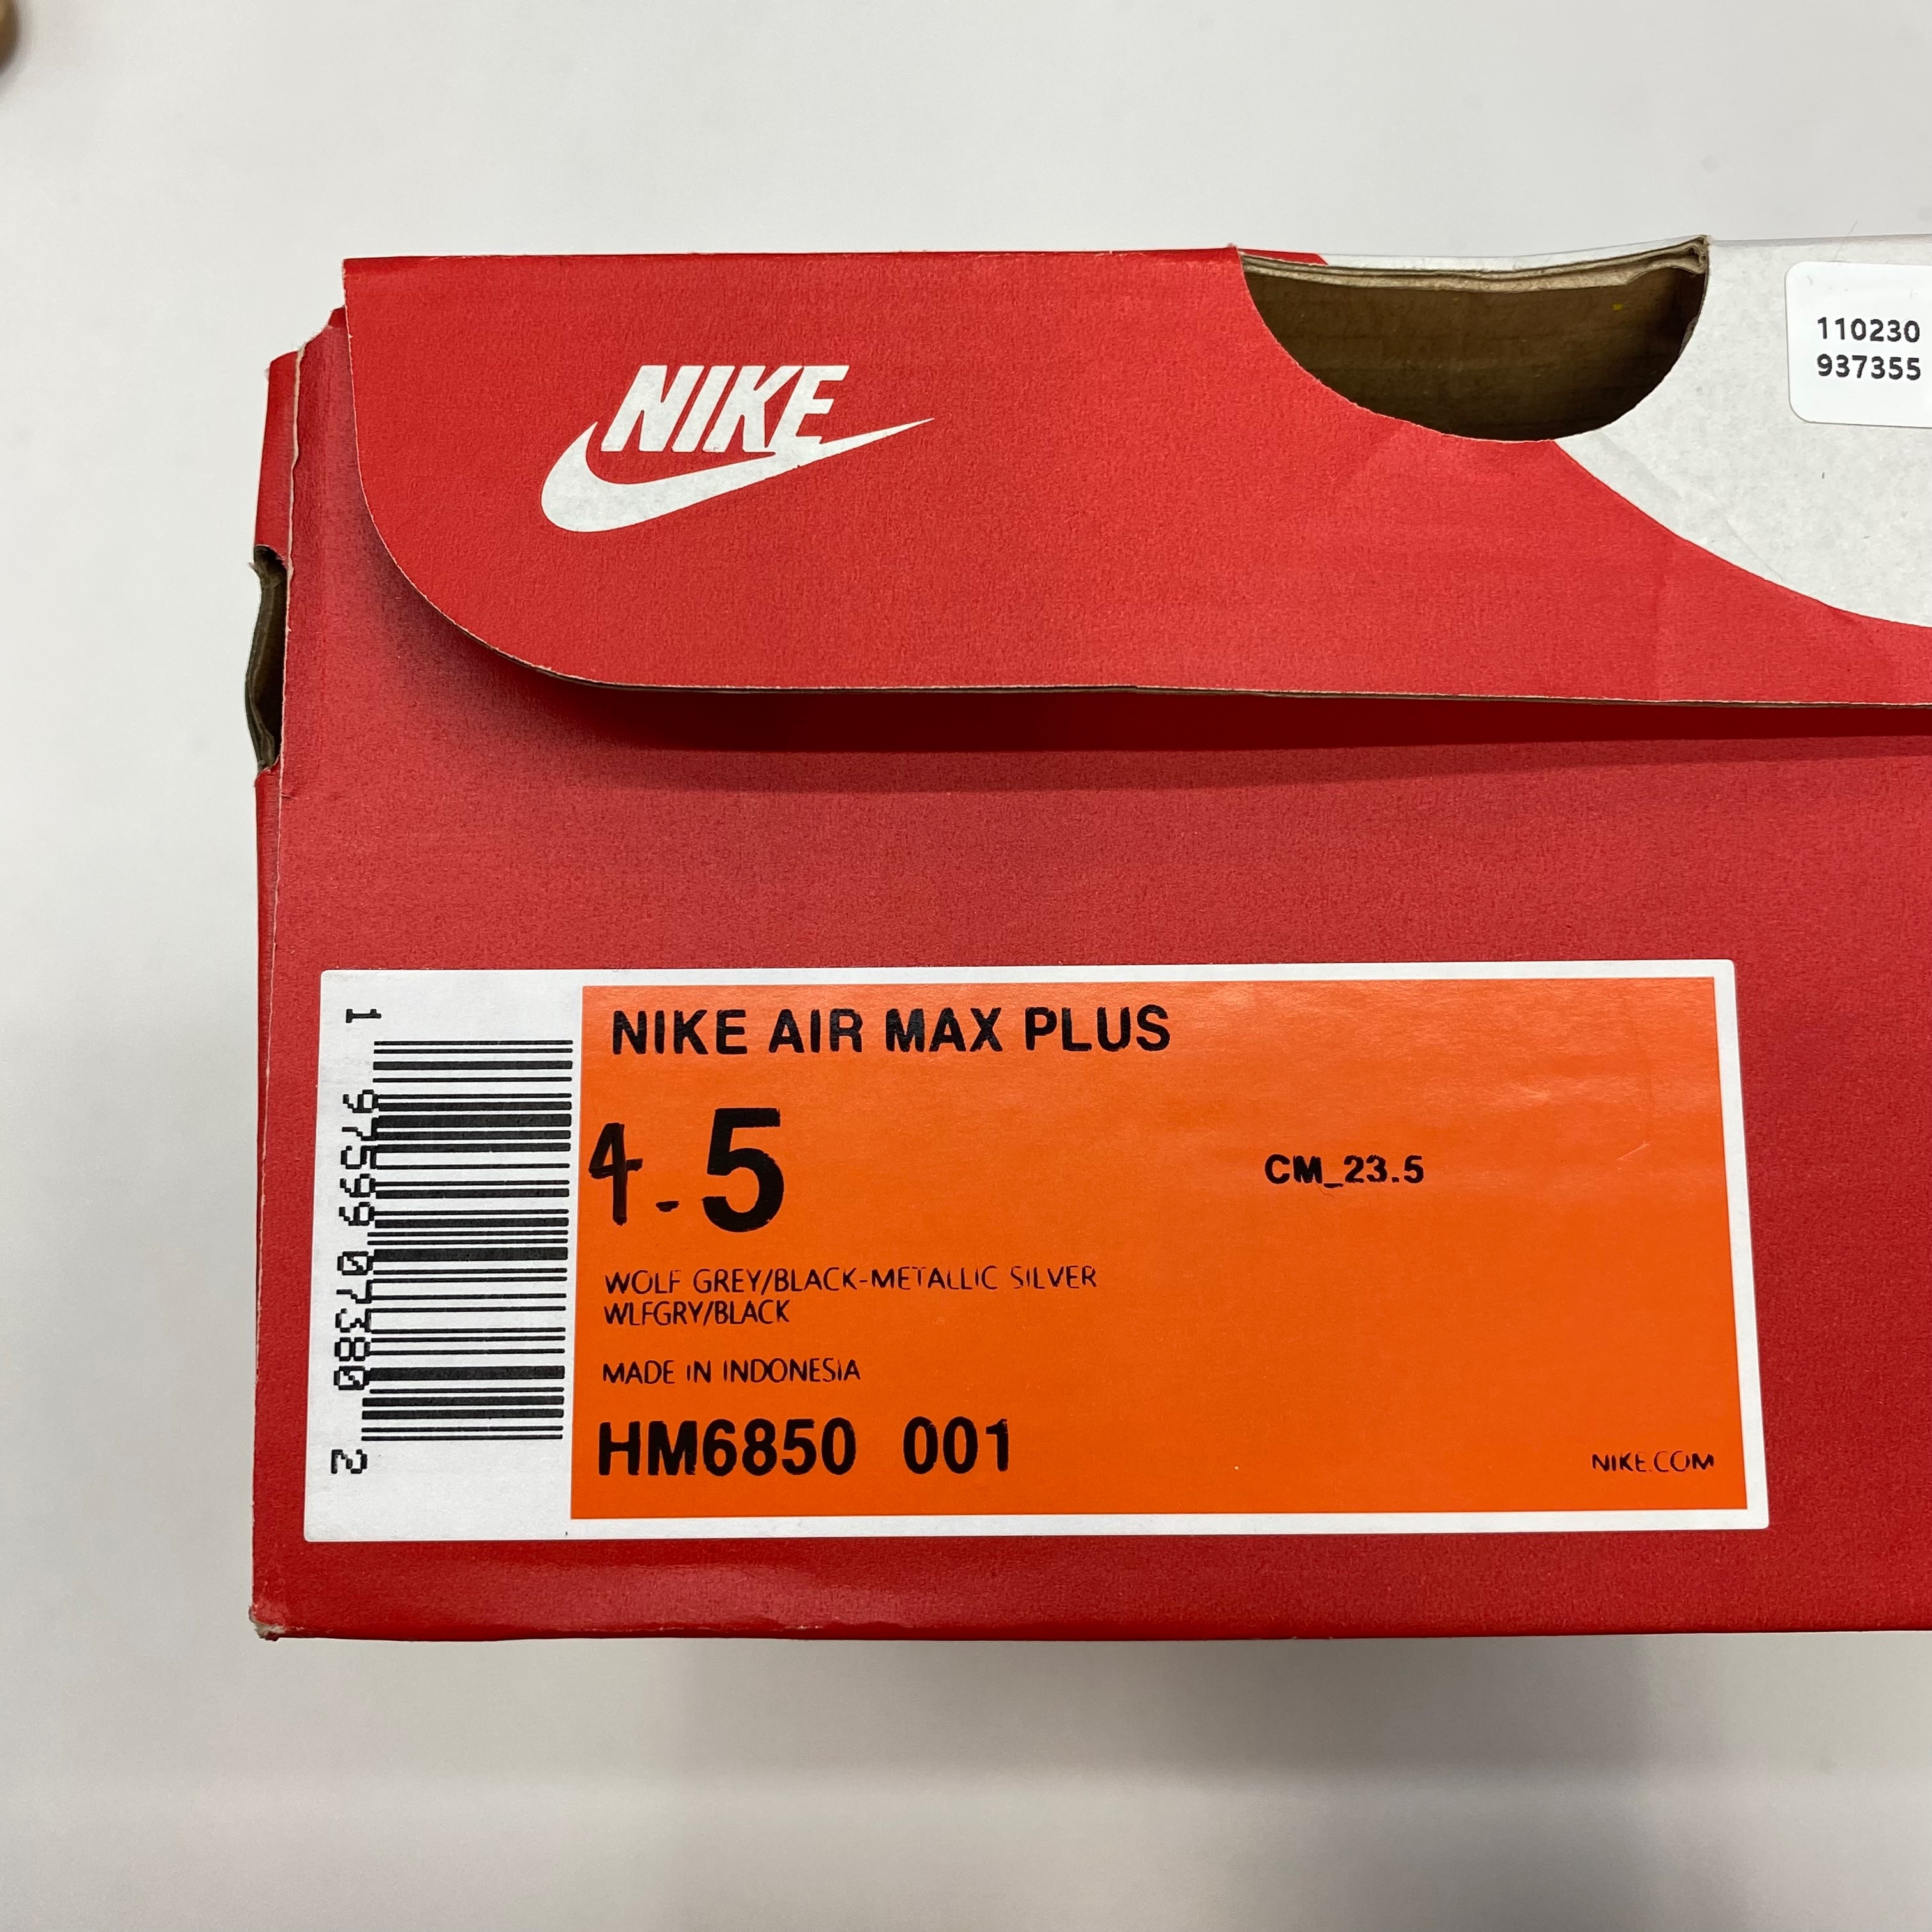 NIKE
110230
937355
NIKE AIR MAX PLUS
4.5
CM_23.5
WOLF GREY/BLACK-METALLIC SILVER
WLFGRY/BLACK
MADE IN INDONESIA
HM6850 001
NIKE.COM
1 97599 07380 2